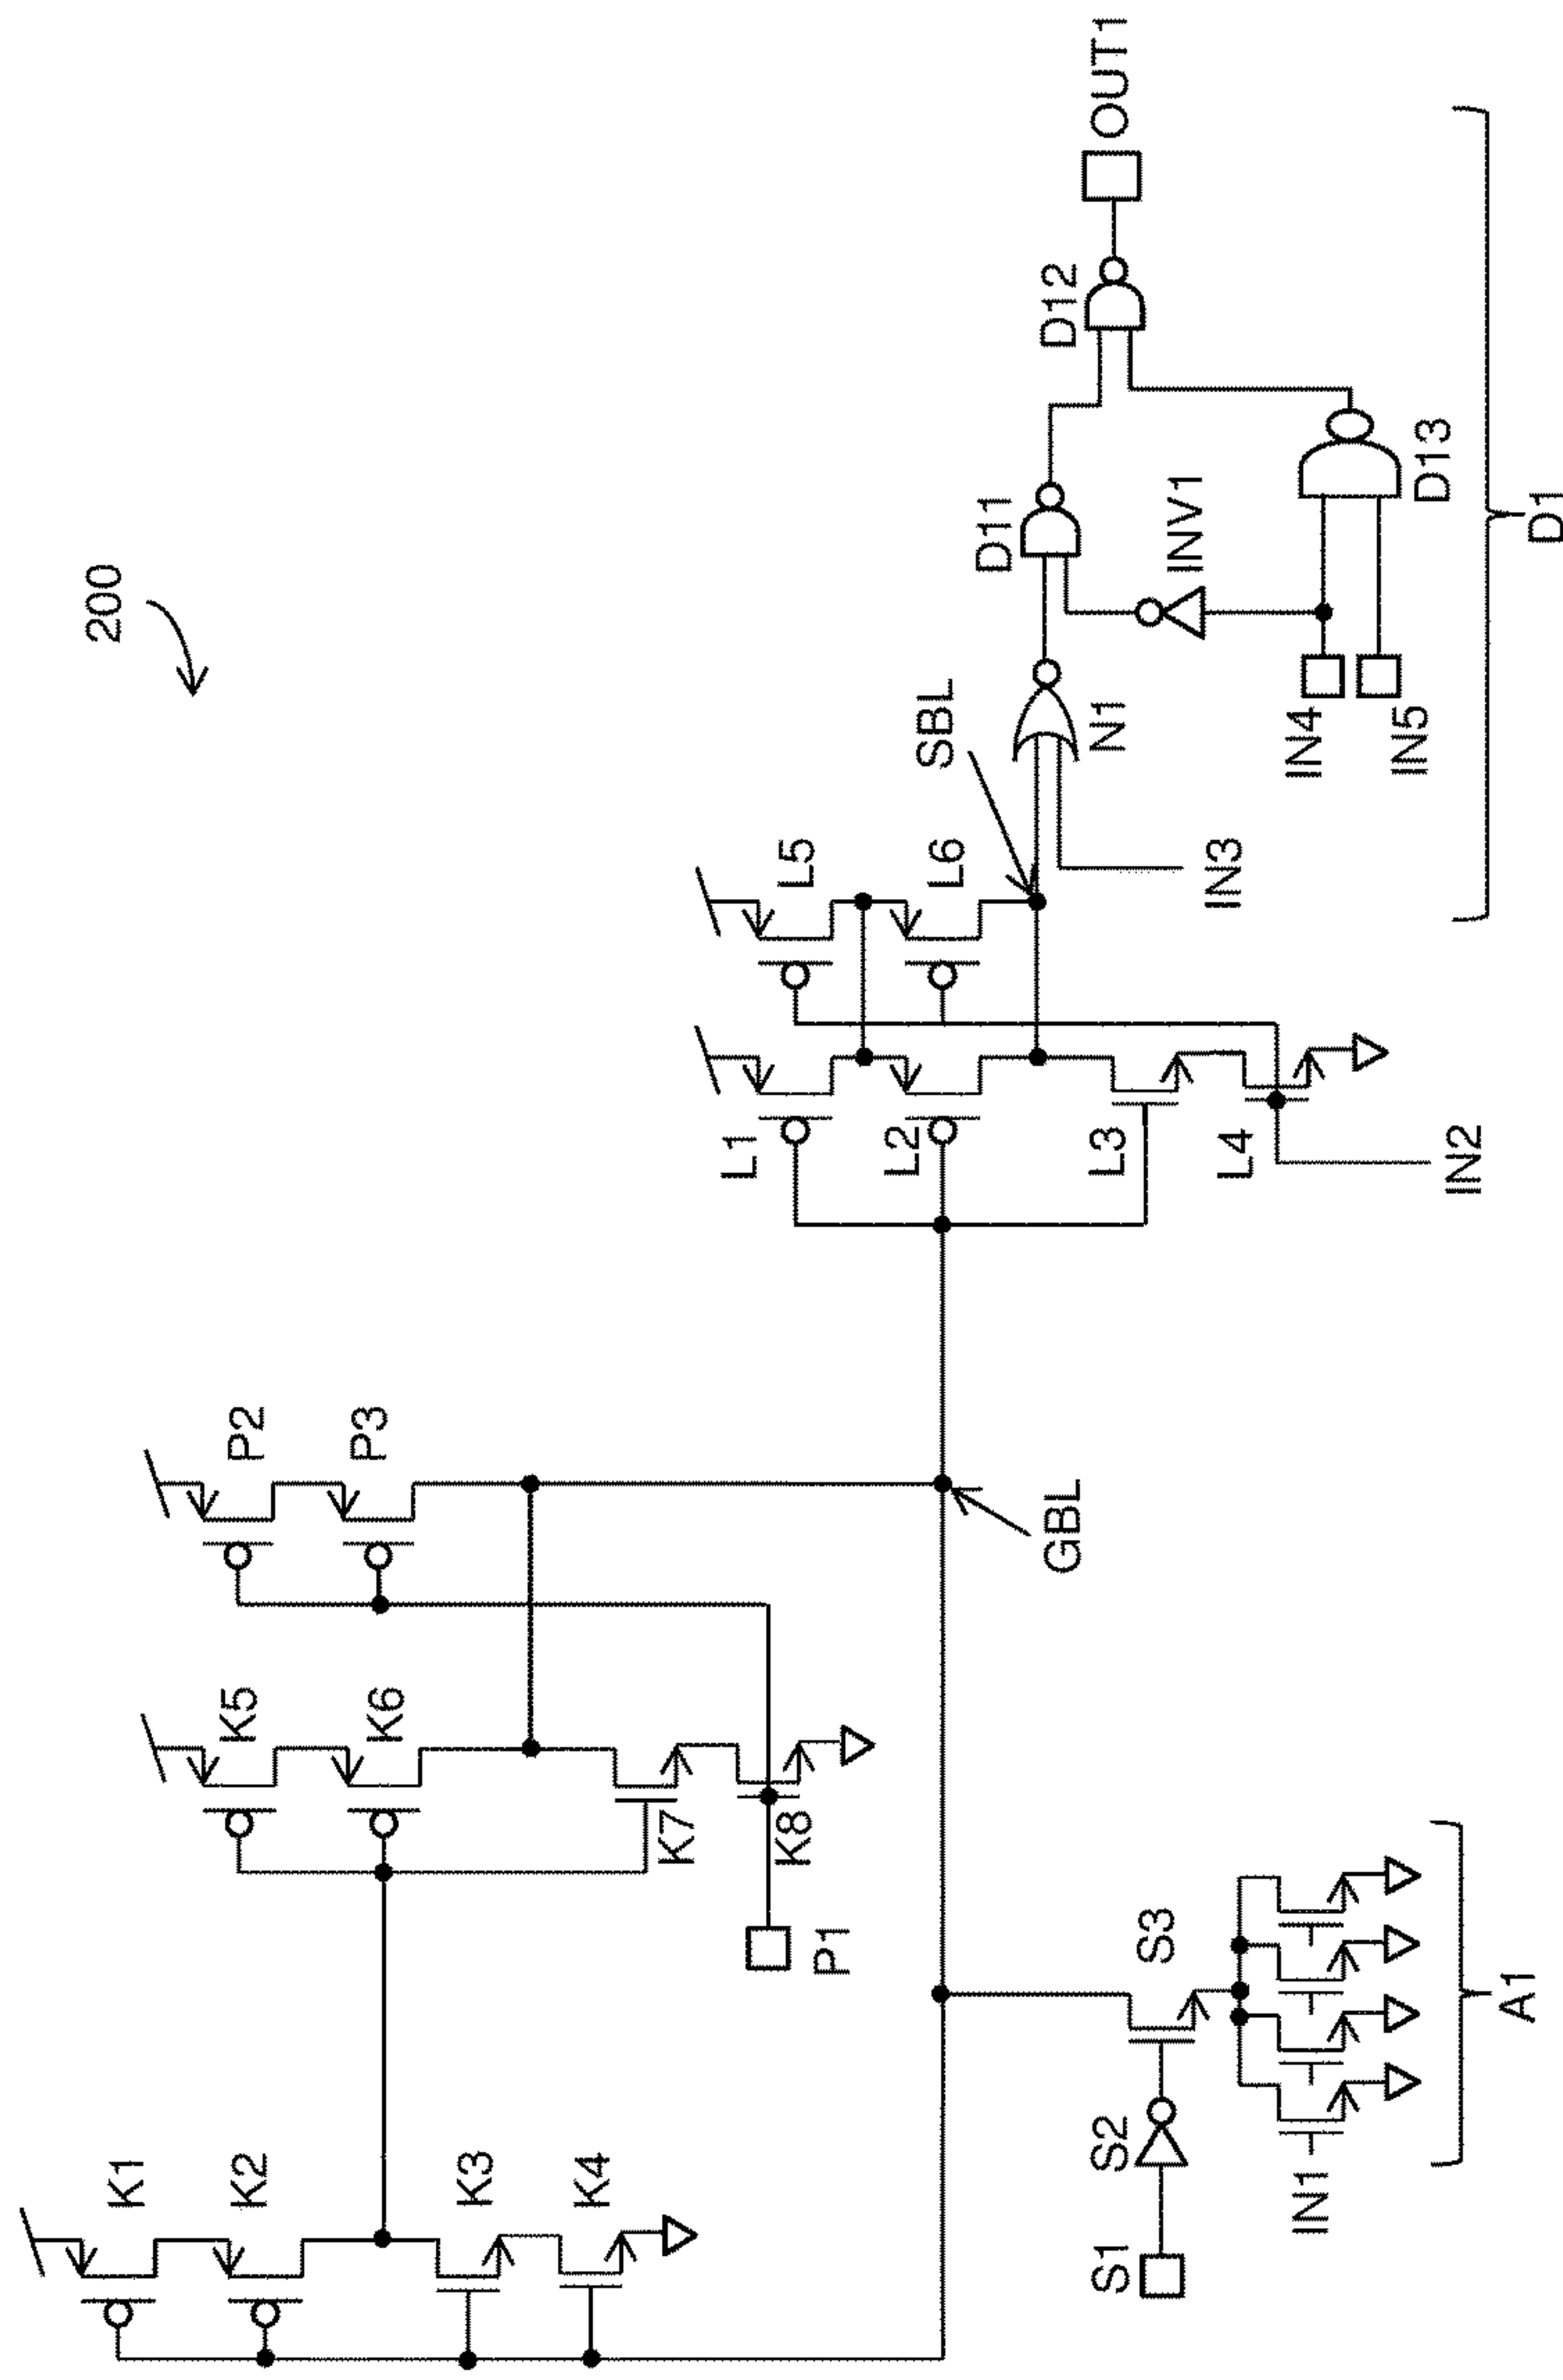 200
K1
K2
K3
K4
K5
K6
K7
K8
P1
P2
P3
GBL
S1
S2
S3
IN1
A1
L1
L2
L3
L4
L5
L6
IN2
SBL
IN3
N1
D11
INV1
IN4
IN5
D12
D13
OUT1
D1